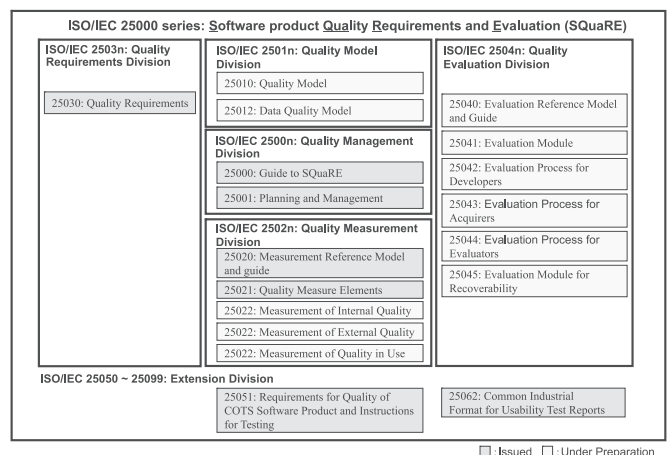 ISO/IEC 25000 series: Software product Quality Requirements and Evaluation (SQuaRE)
ISO/IEC 2503n: Quality
Requirements Division
25030: Quality Requirements
ISO/IEC 2501n: Quality Model
Division
25010: Quality Model
25012: Data Quality Model
ISO/IEC 2500n: Quality Management
Division
25000: Guide to SQuaRE
25001: Planning and Management
ISO/IEC 2502n: Quality Measurement
Division
25020: Measurement Reference Model
and guide
25021: Quality Measure Elements
25022: Measurement of Internal Quality
25022: Measurement of External Quality
25022: Measurement of Quality in Use
ISO/IEC 2504n: Quality
Evaluation Division
25040: Evaluation Reference Model
and Guide
25041: Evaluation Module
25042: Evaluation Process for
Developers
25043: Evaluation Process for
Acquirers
25044: Evaluation Process for
Evaluators
25045: Evaluation Module for
Recoverability
ISO/IEC 25050 ~ 25099: Extension Division
25051: Requirements for Quality of
COTS Software Product and Instructions
for Testing
25062: Common Industrial
Format for Usability Test Reports
: Issued : Under Preparation